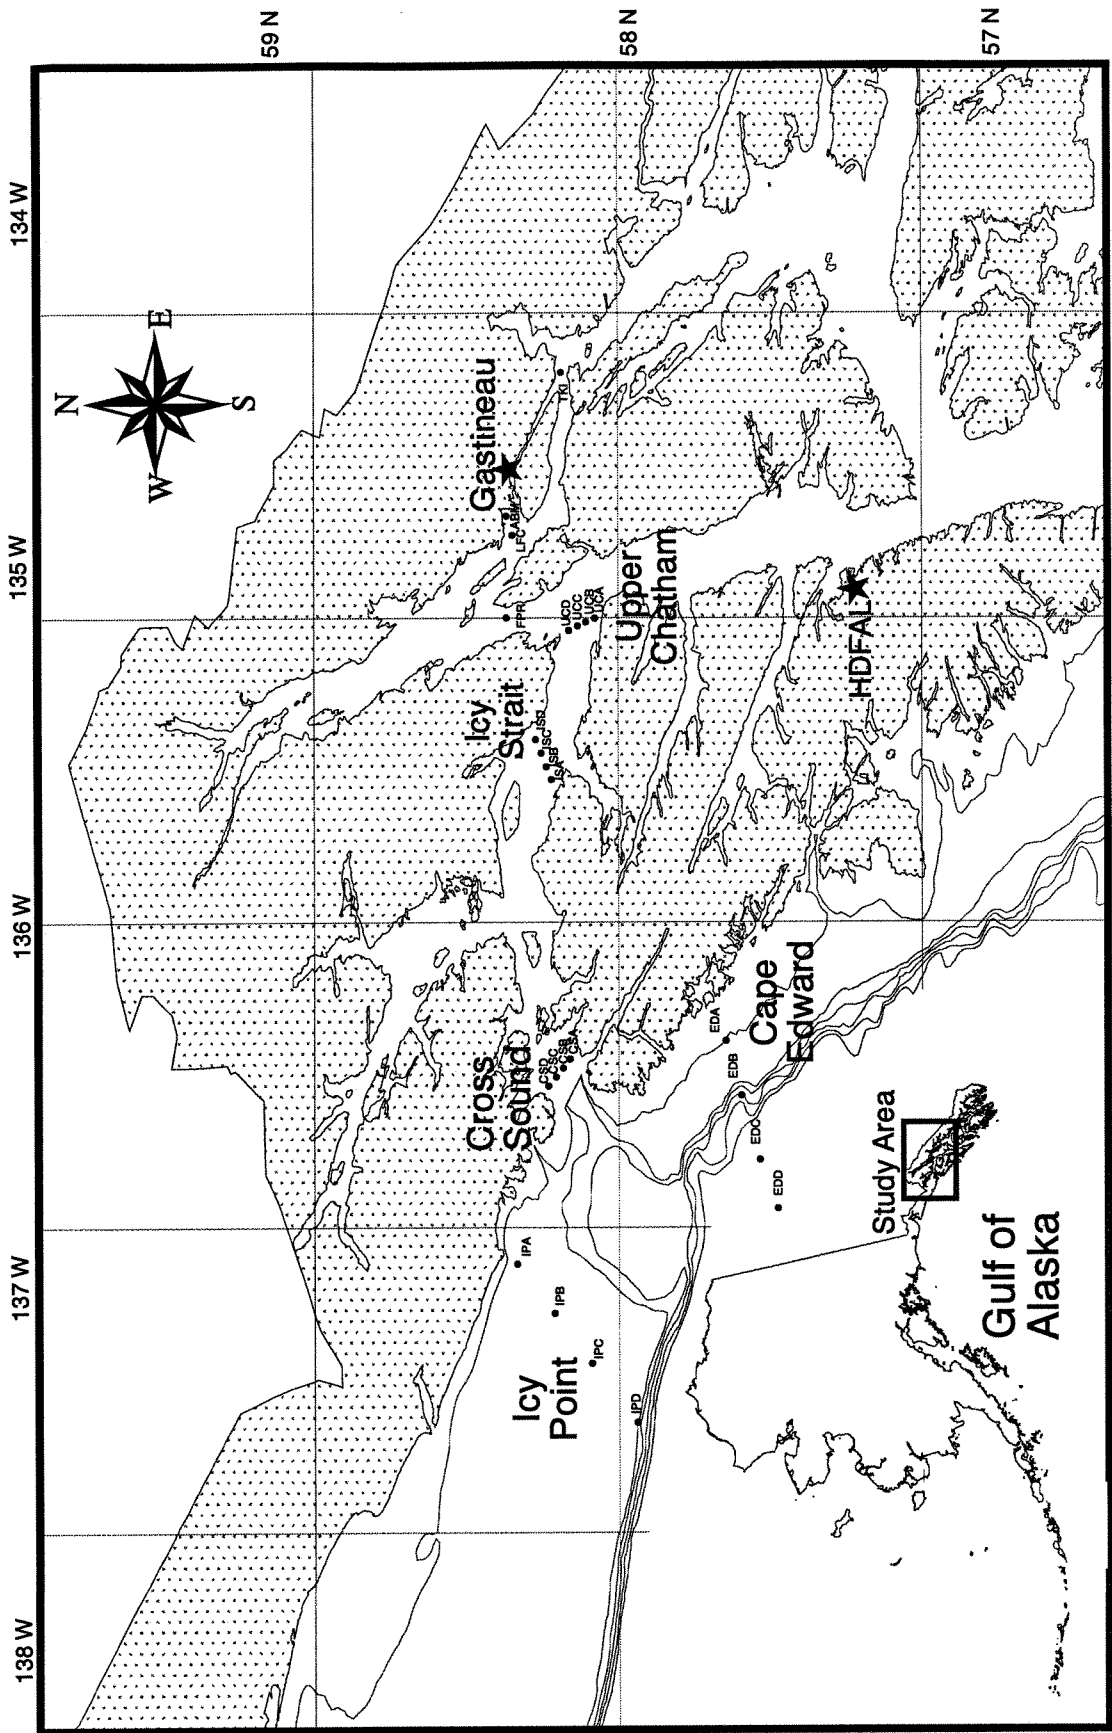 138 W
137 W
136 W
135 W
134 W
59 N
58 N
57 N
N
W
E
S
Gastineau
LFC
ABM
TKI
FPR
UCD
UCC
UCB
UCA
Upper
Chatham
Icy
Strait
ISD
ISC
ISB
ISA
HDFAL
Cross
Sound
CSD
CSC
CSB
CSA
Cape
Edward
EDA
EDB
EDC
EDD
Icy
Point
IPA
IPB
IPC
IPD
Study Area
Gulf of
Alaska